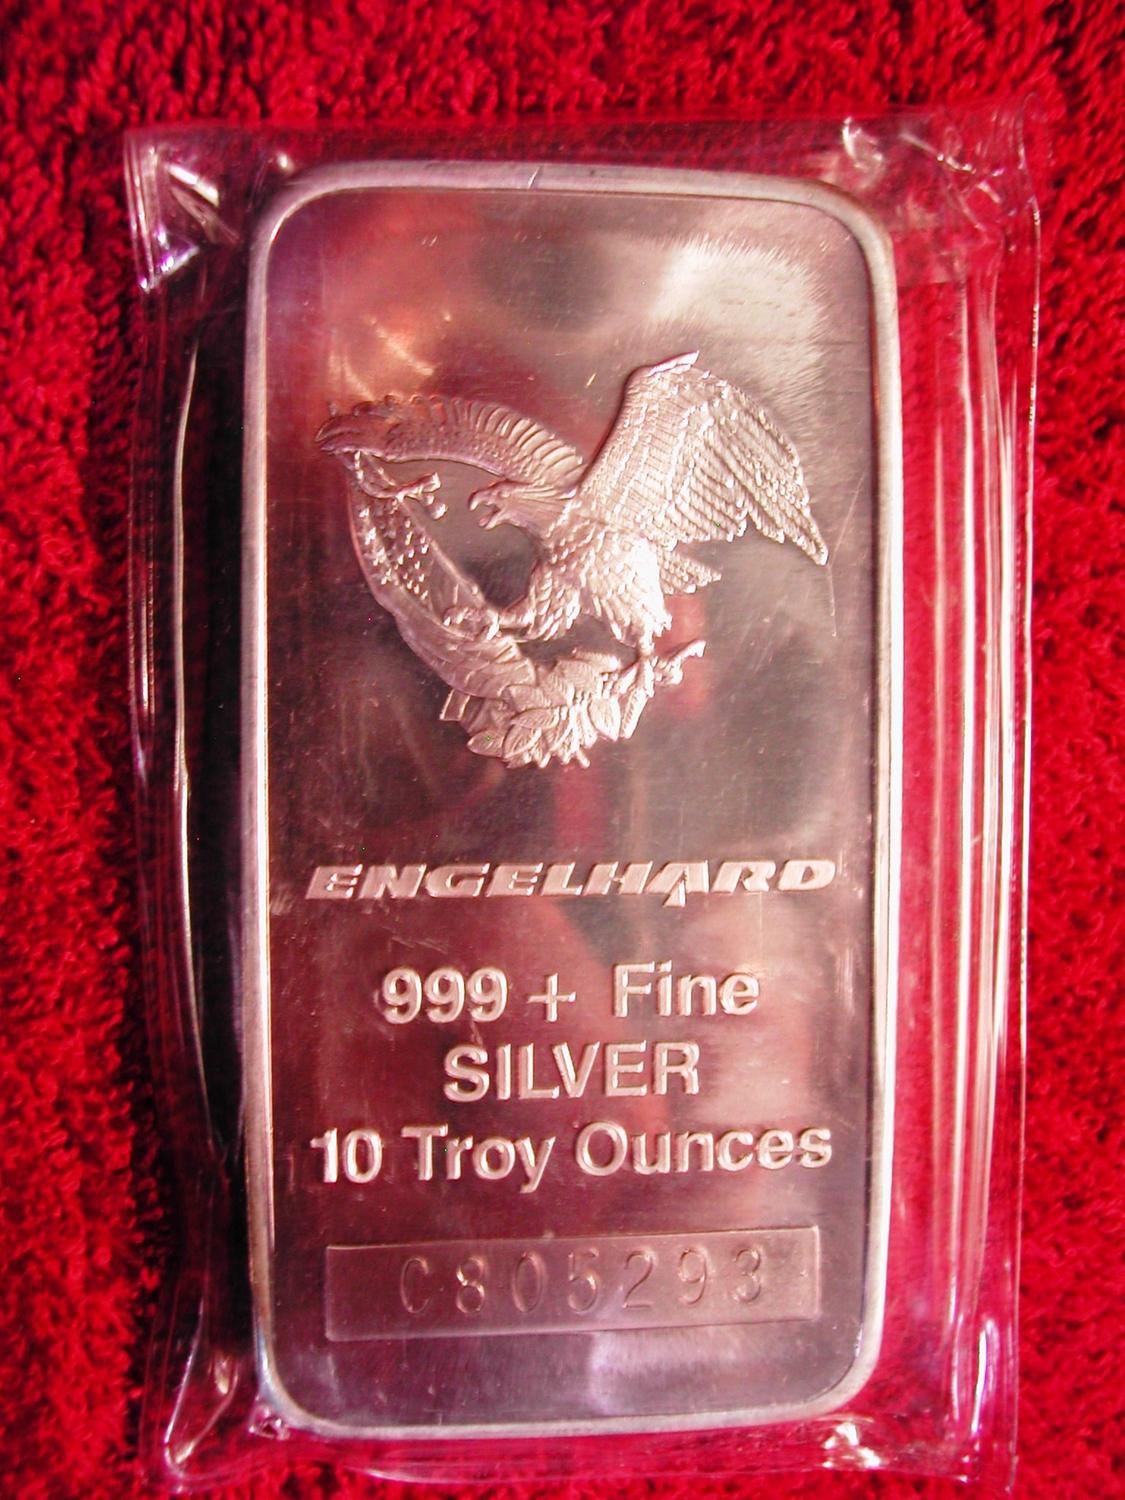 ENGELHARD
999 + Fine
SILVER
10 Troy Ounces
C805293